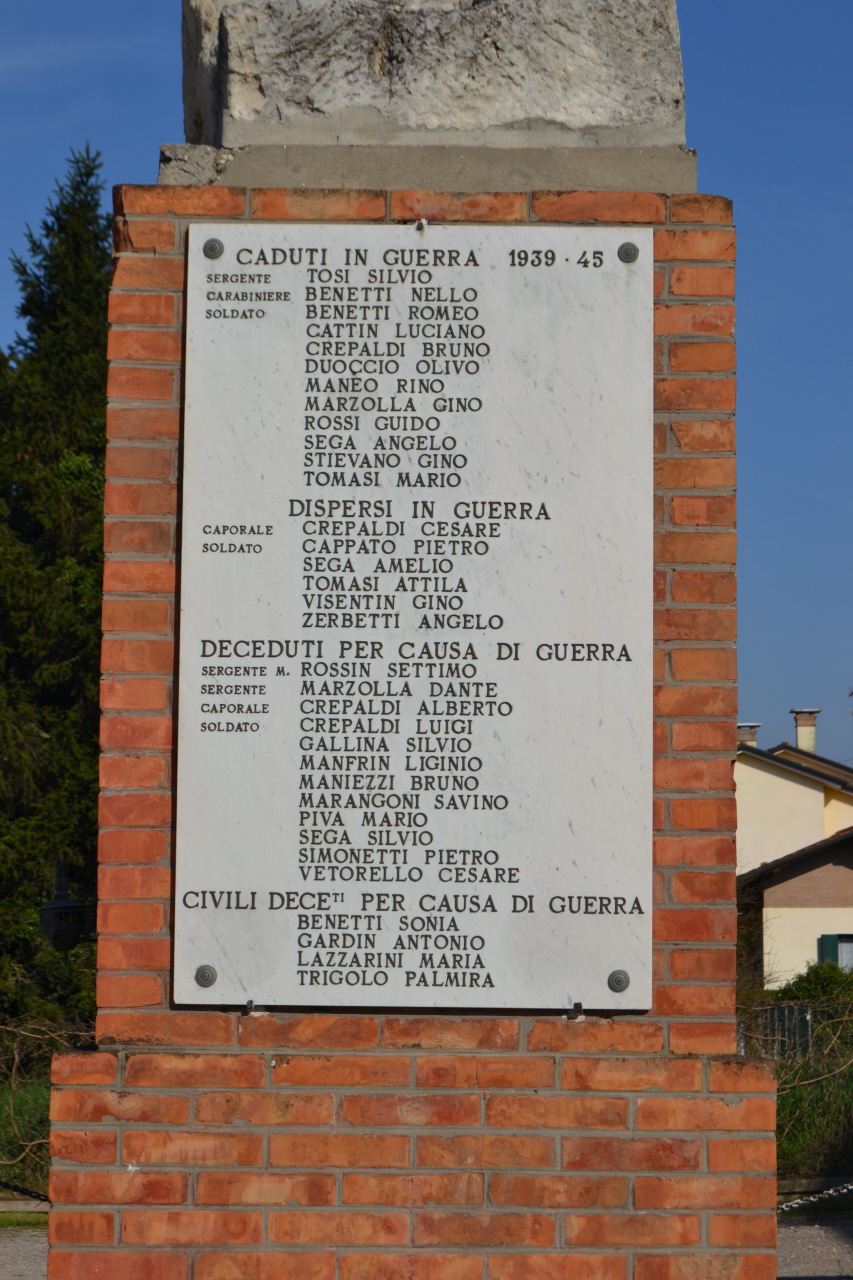 CADUTI IN GUERRA 1939 · 45
SERGENTE TOSI SILVIO
CARABINIERE BENETTI NELLO
SOLDATO BENETTI ROMEO
CATTIN LUCIANO
CREPALDI BRUNO
DUOCCIO OLIVO
MANEO RINO
MARZOLLA GINO
ROSSI GUIDO
SEGA ANGELO
STIEVANO GINO
TOMASI MARIO
DISPERSI IN GUERRA
CAPORALE CREPALDI CESARE
SOLDATO CAPPATO PIETRO
SEGA AMELIO
TOMASI ATTILA
VISENTIN GINO
ZERBETTI ANGELO
DECEDUTI PER CAUSA DI GUERRA
SERGENTE M. ROSSIN SETTIMO
SERGENTE MARZOLLA DANTE
CAPORALE CREPALDI ALBERTO
SOLDATO CREPALDI LUIGI
GALLINA SILVIO
MANFRIN LIGINIO
MANIEZZI BRUNO
MARANGONI SAVINO
PIVA MARIO
SEGA SILVIO
SIMONETTI PIETRO
VETORELLO CESARE
CIVILI DECE​TI PER CAUSA DI GUERRA
BENETTI SONIA
GARDIN ANTONIO
LAZZARINI MARIA
TRIGOLO PALMIRA